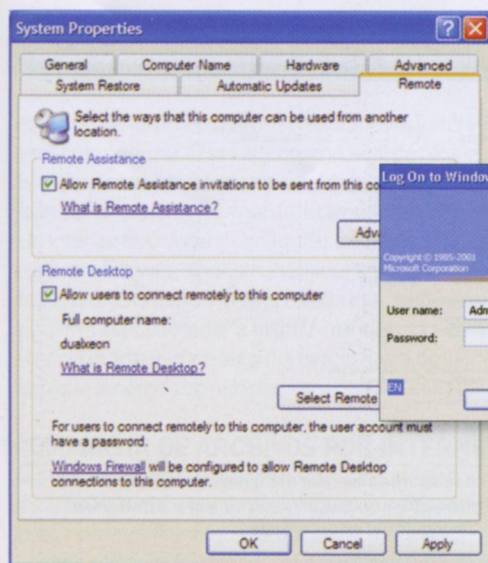 System Properties
General Computer Name Hardware Advanced
System Restore Automatic Updates Remote
Select the ways that this computer can be used from another
location.
Remote Assistance
Allow Remote Assistance invitations to be sent from this co
What is Remote Assistance?
Adva
Remote Desktop
Allow users to connect remotely to this computer
Full computer name:
dualxeon
What is Remote Desktop?
Select Remote
For users to connect remotely to this computer, the user account must
have a password.
Windows Firewall will be configured to allow Remote Desktop
connections to this computer.
OK Cancel Apply
Log On to Window
Copyright © 1985-2001
Microsoft Corporation
User name: Adm
Password:
EN